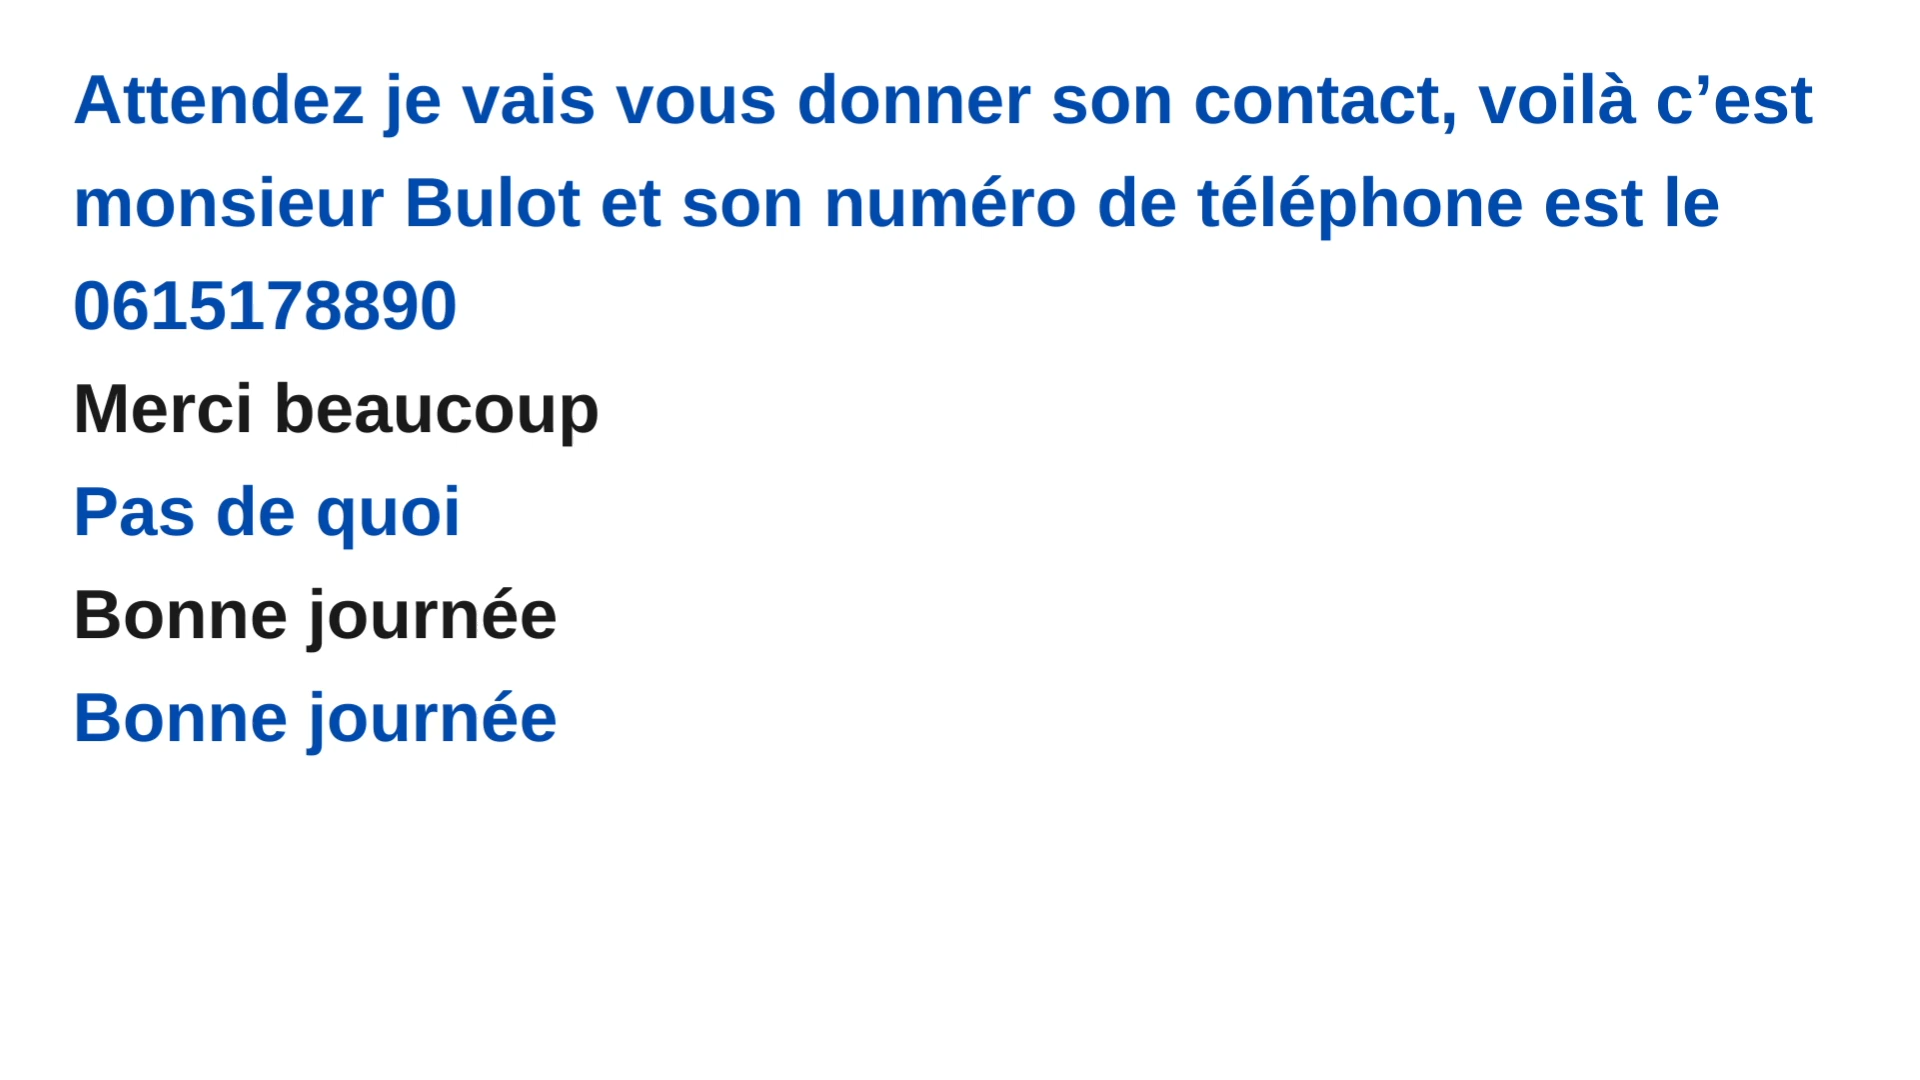 Attendez je vais vous donner son contact, voilà c’est
monsieur Bulot et son numéro de téléphone est le
0615178890
Merci beaucoup
Pas de quoi
Bonne journée
Bonne journée